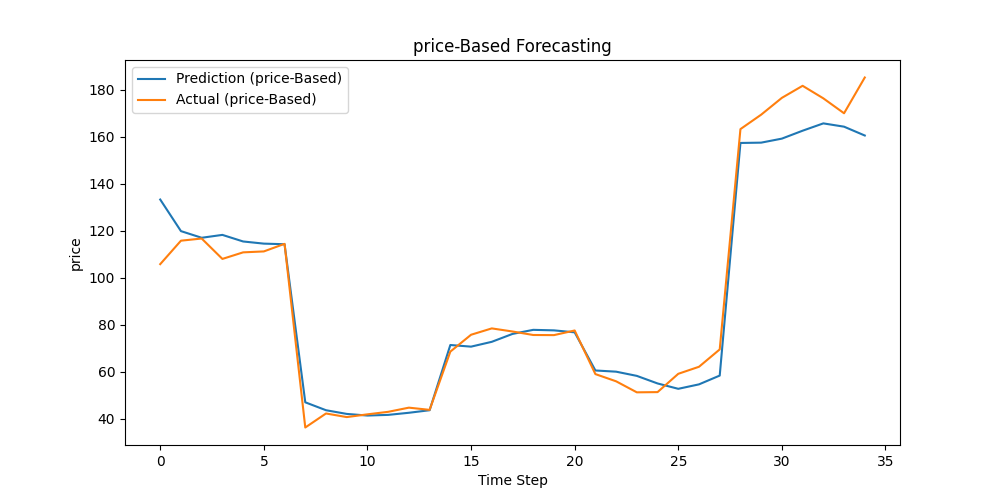 price-Based Forecasting
Prediction (price-Based)
Actual (price-Based)
180
160
140
120
100
80
60
40
price
0 5 10 15 20 25 30 35
Time Step